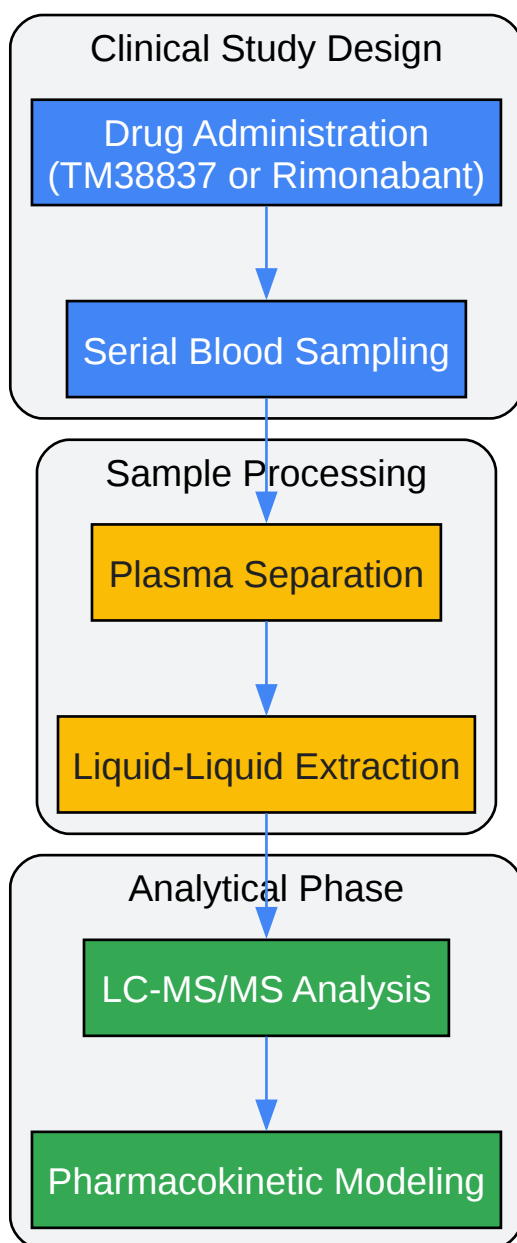 Clinical Study Design
Drug Administration
(TM38837 or Rimonabant)
Serial Blood Sampling
Sample Processing
Plasma Separation
Liquid-Liquid Extraction
Analytical Phase
LC-MS/MS Analysis
Pharmacokinetic Modeling